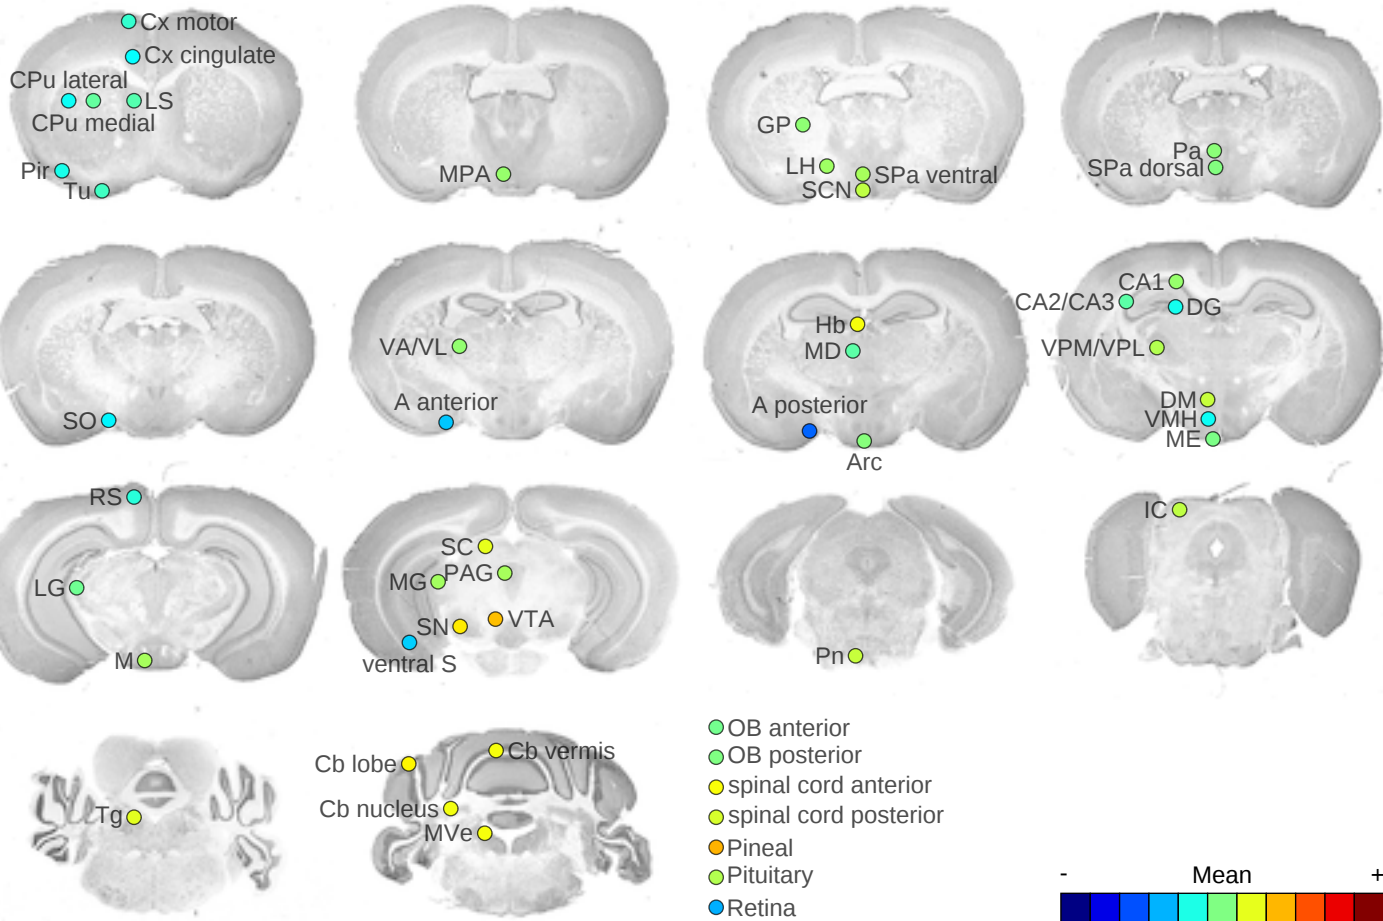 Cx motor
Cx cingulate
CPu lateral
LS
CPu medial
Pir
Tu
MPA
GP
LH
SPa ventral
SCN
Pa
SPa dorsal
SO
VA/VL
A anterior
Hb
MD
A posterior
Arc
CA1
CA2/CA3
DG
VPM/VPL
DM
VMH
ME
RS
LG
M
SC
PAG
MG
VTA
SN
ventral S
Pn
IC
Tg
Cb vermis
Cb lobe
Cb nucleus
MVe
OB anterior
OB posterior
spinal cord anterior
spinal cord posterior
Pineal
Pituitary
Retina
- Mean +